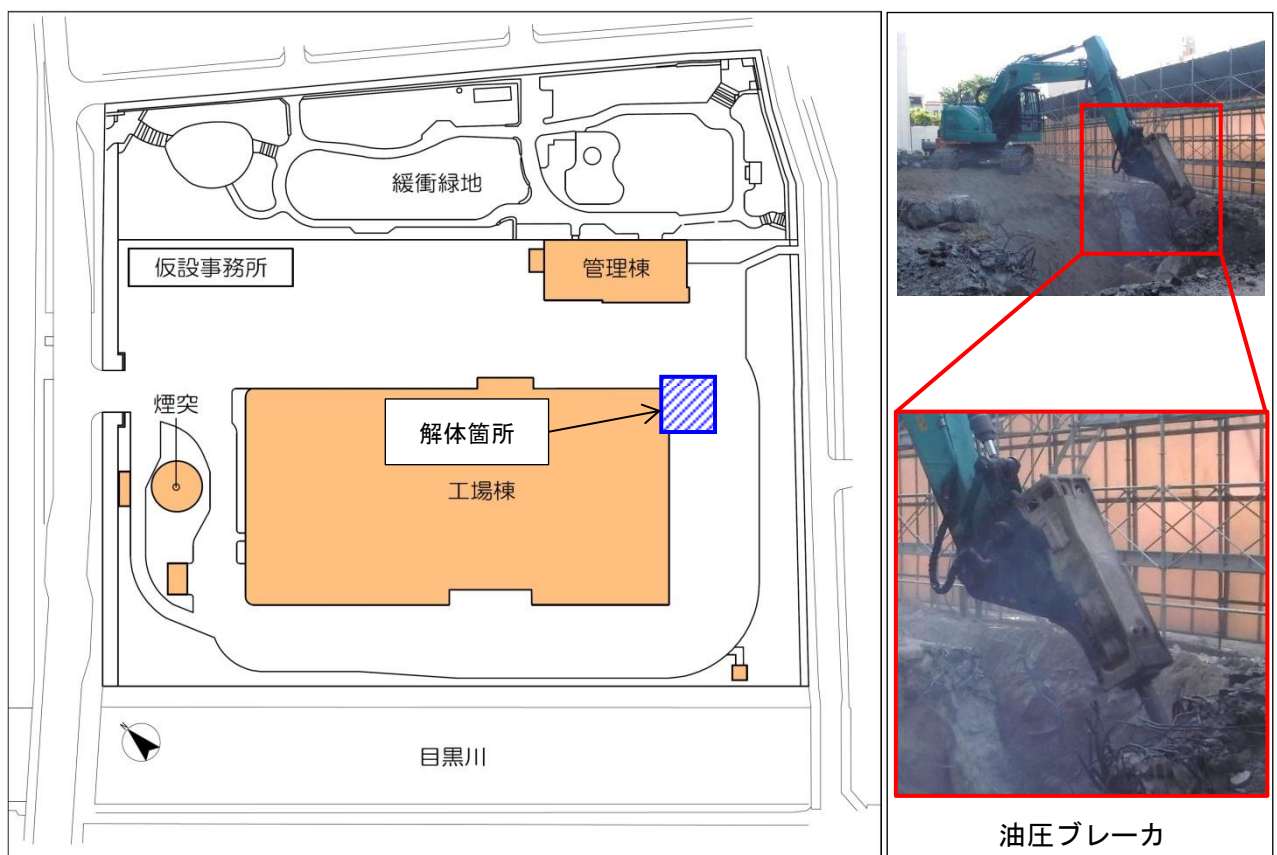 緩衝緑地
仮設事務所
管理棟
煙突
解体箇所
工場棟
目黒川
油圧ブレーカ